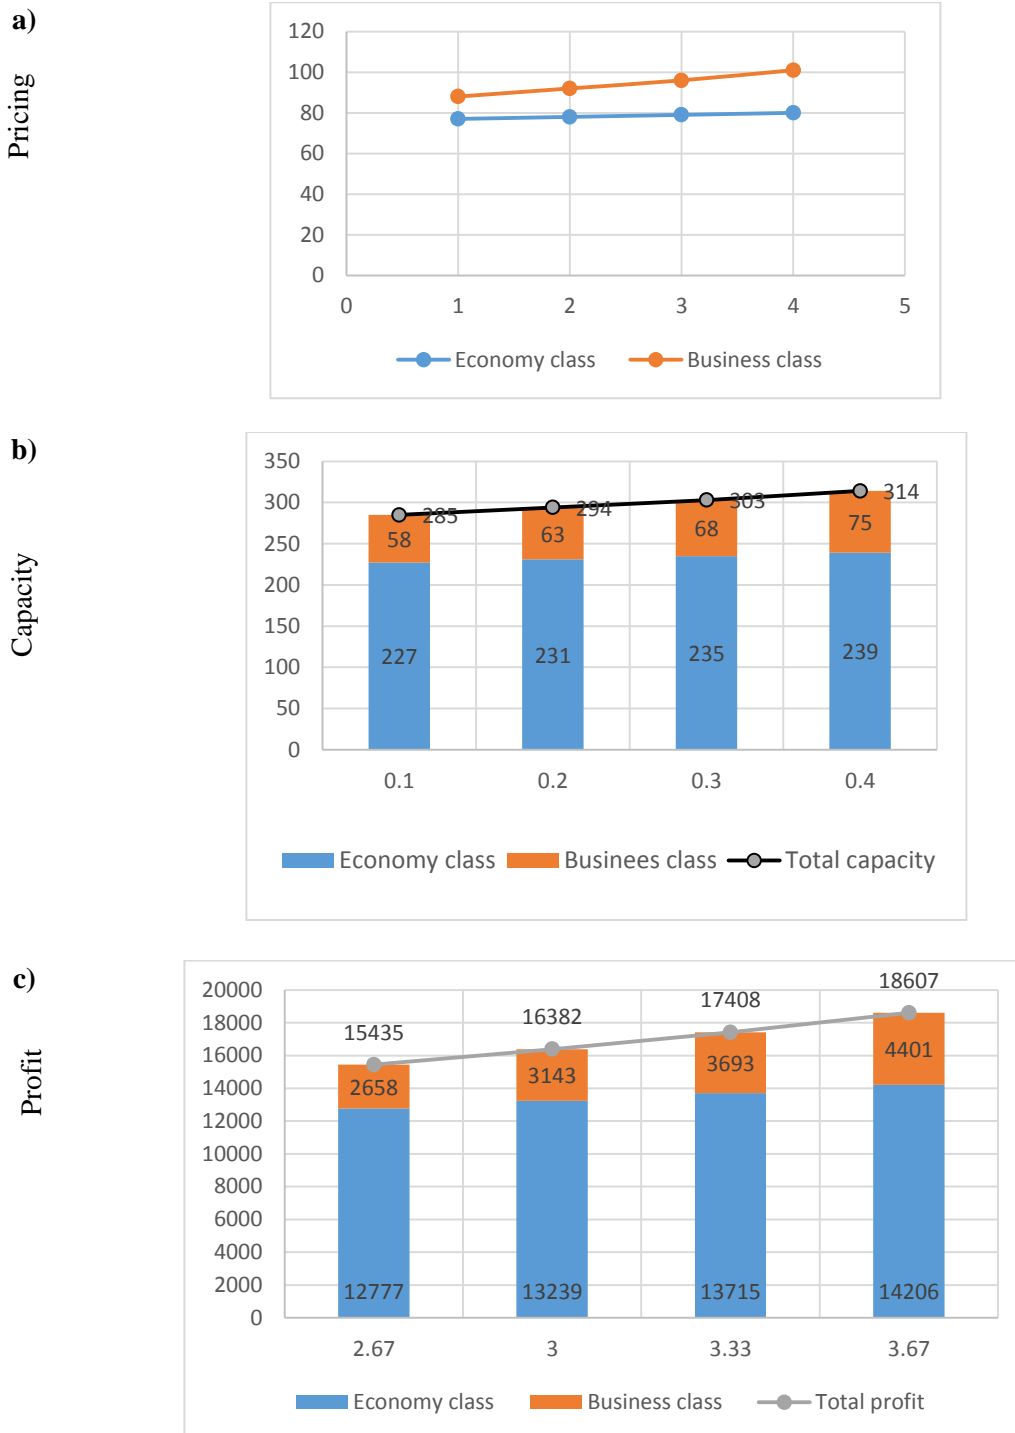 a)
Pricing
120
100
80
60
40
20
0
0 1 2 3 4 5
Economy class Business class
b)
Capacity
350
300
250
200
150
100
50
0
285 294 303 314
58 63 68 75
227 231 235 239
0.1 0.2 0.3 0.4
Economy class Businees class Total capacity
c)
Profit
20000
18000
16000
14000
12000
10000
8000
6000
4000
2000
0
15435 16382 17408 18607
2658 3143 3693 4401
12777 13239 13715 14206
2.67 3 3.33 3.67
Economy class Business class Total profit